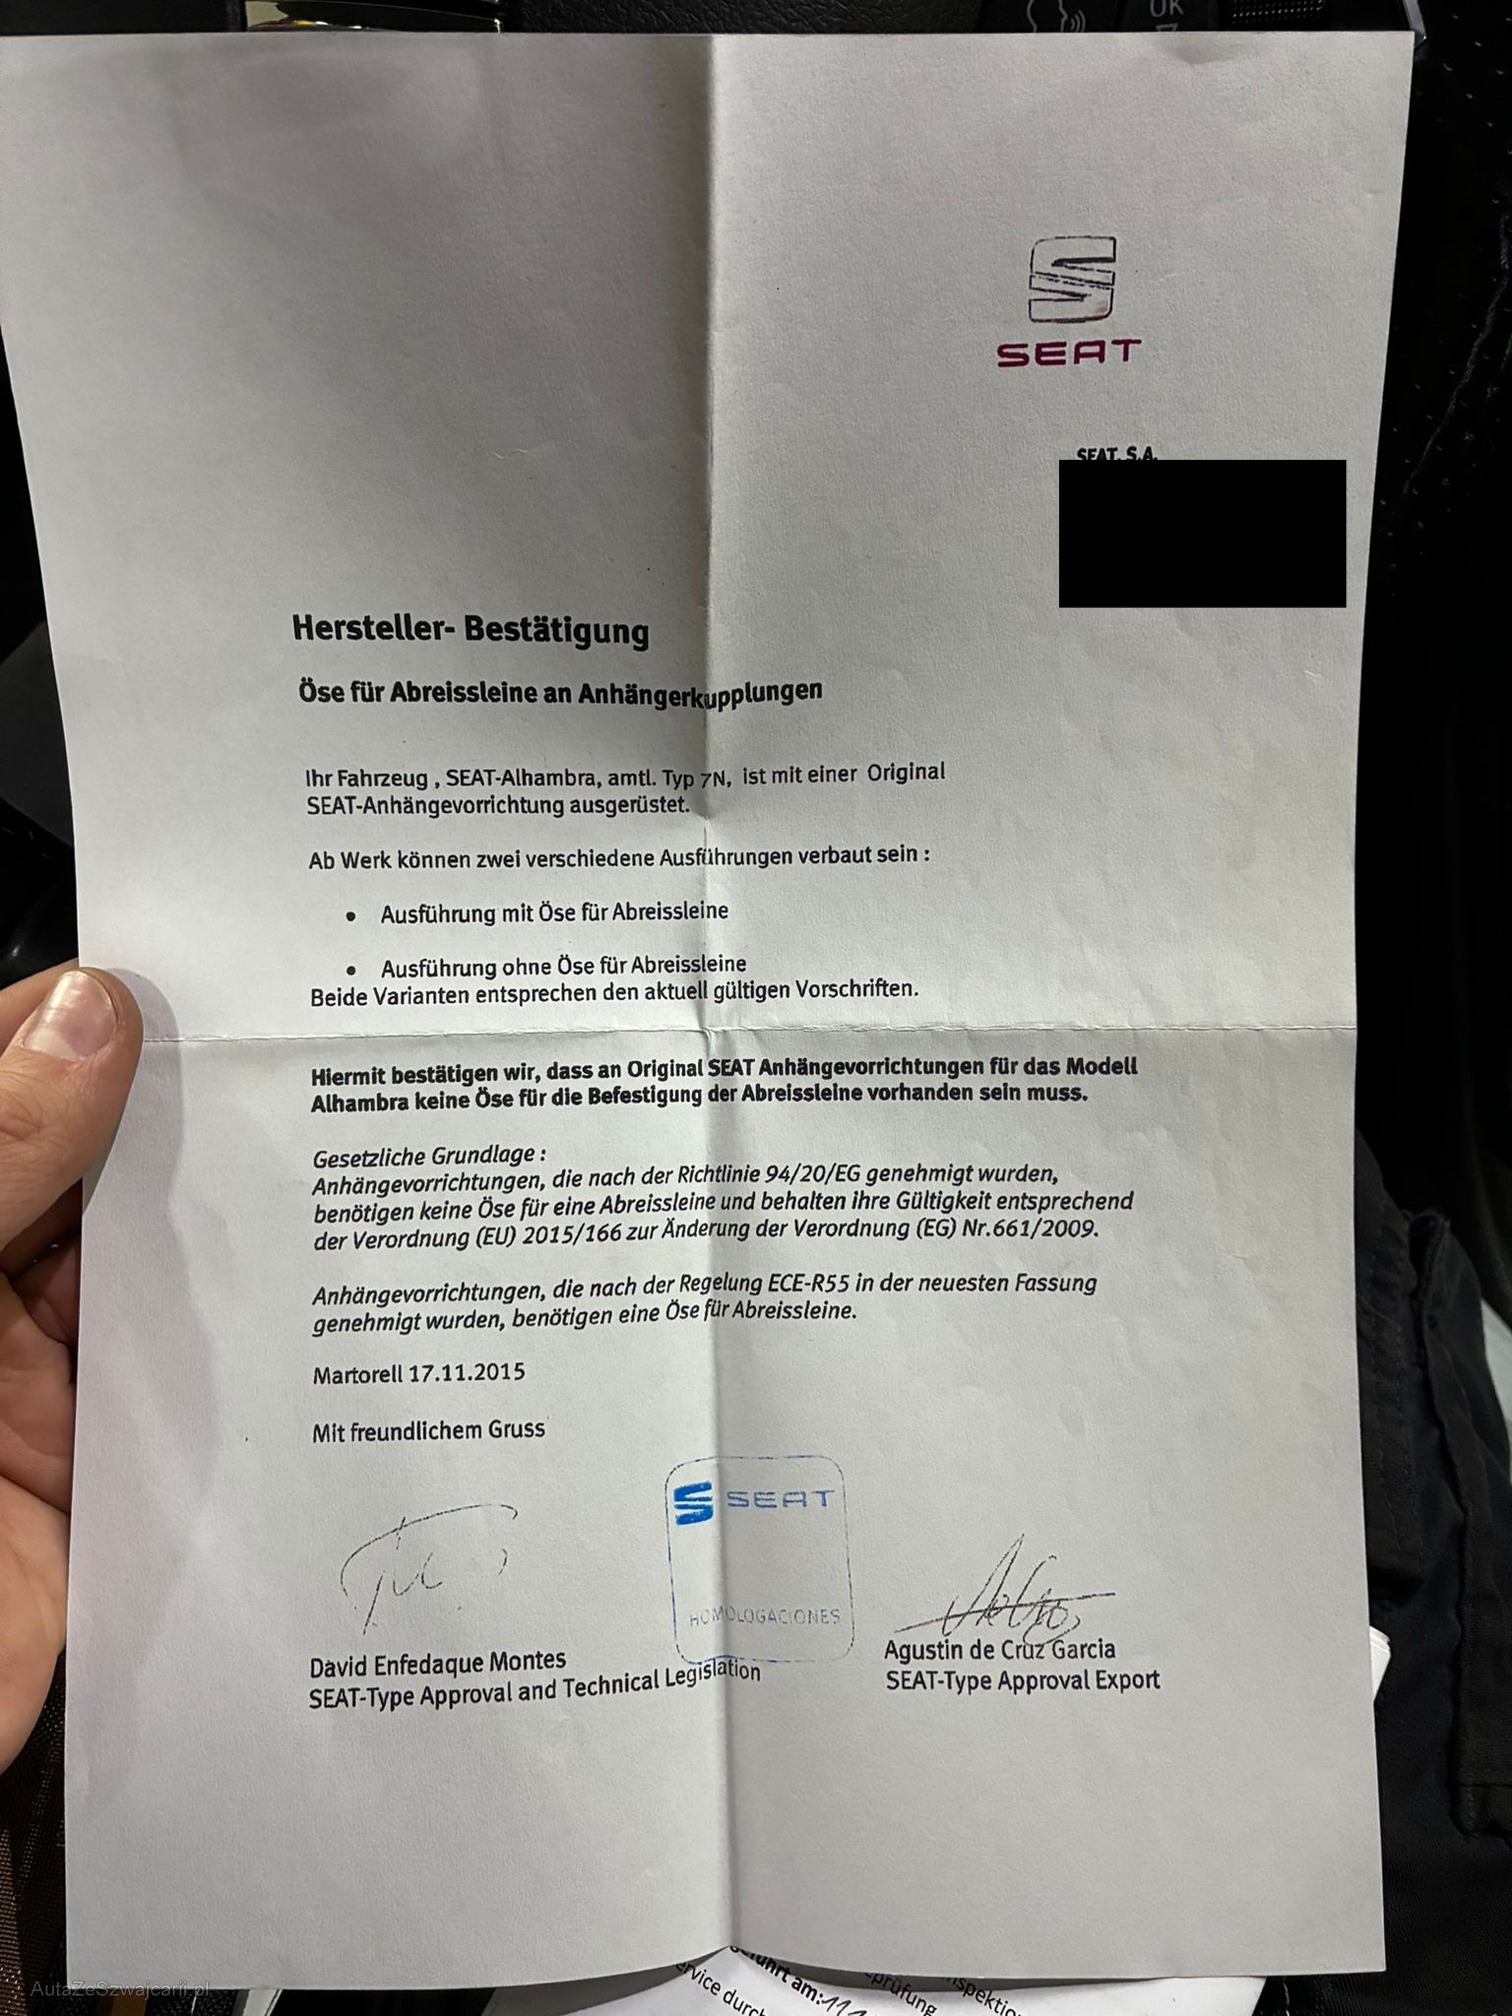 OK
SEAT
SEAT, S.A.
Hersteller- Bestätigung
Öse für Abreissleine an Anhängerkupplungen
Ihr Fahrzeug , SEAT-Alhambra, amtl. Typ 7N, ist mit einer Original
SEAT-Anhängevorrichtung ausgerüstet.
Ab Werk können zwei verschiedene Ausführungen verbaut sein :
• Ausführung mit Öse für Abreissleine
• Ausführung ohne Öse für Abreissleine
Beide Varianten entsprechen den aktuell gültigen Vorschriften.
Hiermit bestätigen wir, dass an Original SEAT Anhängevorrichtungen für das Modell
Alhambra keine Öse für die Befestigung der Abreissleine vorhanden sein muss.
Gesetzliche Grundlage :
Anhängevorrichtungen, die nach der Richtlinie 94/20/EG genehmigt wurden,
benötigen keine Öse für eine Abreissleine und behalten ihre Gültigkeit entsprechend
der Verordnung (EU) 2015/166 zur Änderung der Verordnung (EG) Nr.661/2009.
Anhängevorrichtungen, die nach der Regelung ECE-R55 in der neuesten Fassung
genehmigt wurden, benötigen eine Öse für Abreissleine.
Martorell 17.11.2015
Mit freundlichem Gruss
SEAT
HOMOLOGACIONES
David Enfedaque Montes
SEAT-Type Approval and Technical Legislation
Agustin de Cruz Garcia
SEAT-Type Approval Export
AutaZeSzwajcarii.pl
am: